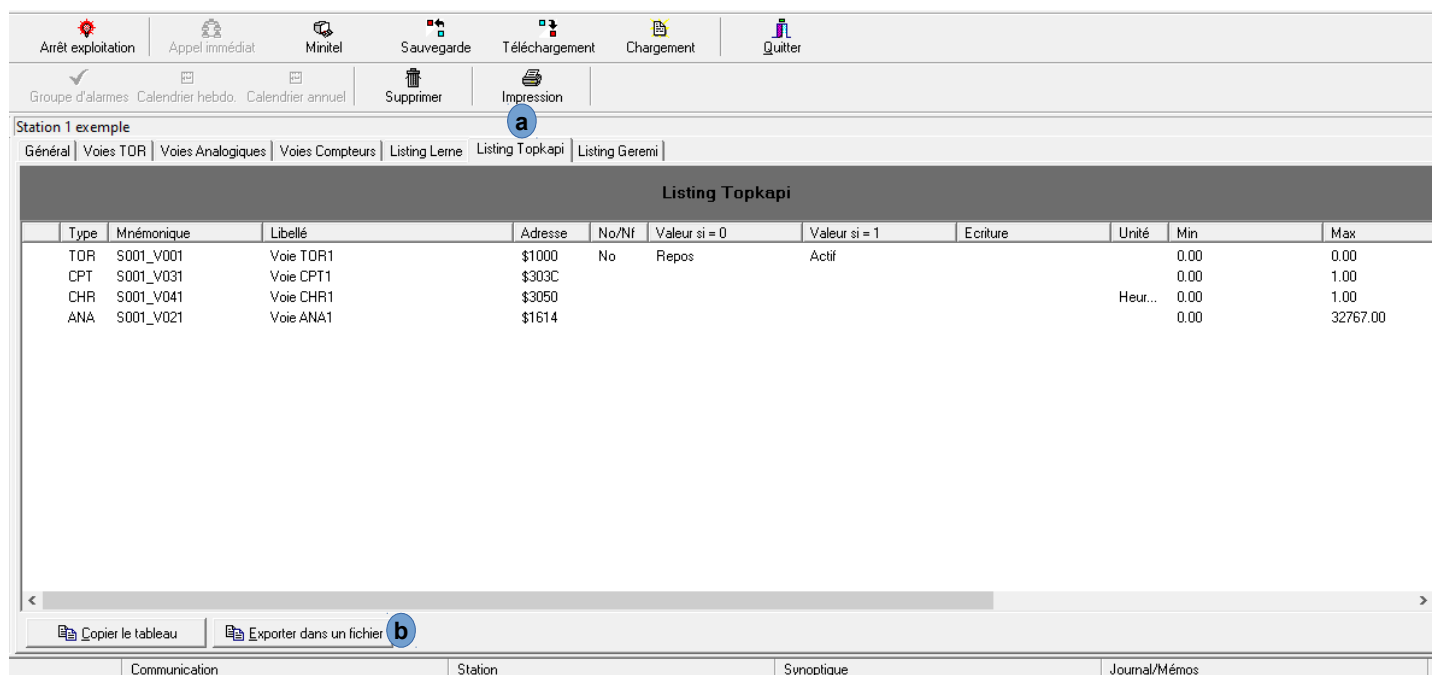 Arrêt exploitation Appel immédiat Minitel Sauvegarde Téléchargement Chargement Quitter
Groupe d'alarmes Calendrier hebdo. Calendrier annuel Supprimer Impression
a
Station 1 exemple
Général Voies TOR Voies Analogiques Voies Compteurs Listing Lerne Listing Topkapi Listing Geremi
Listing Topkapi
Type Mnémonique Libellé Adresse No/Nf Valeur si = 0 Valeur si = 1 Ecriture Unité Min Max
TOR S001_V001 Voie TOR1 $1000 No Repos Actif 0.00 0.00
CPT S001_V031 Voie CPT1 $303C 0.00 1.00
CHR S001_V041 Voie CHR1 $3050 Heur... 0.00 1.00
ANA S001_V021 Voie ANA1 $1614 0.00 32767.00
Copier le tableau Exporter dans un fichier b
Communication Station Synoptique Journal/Mémos